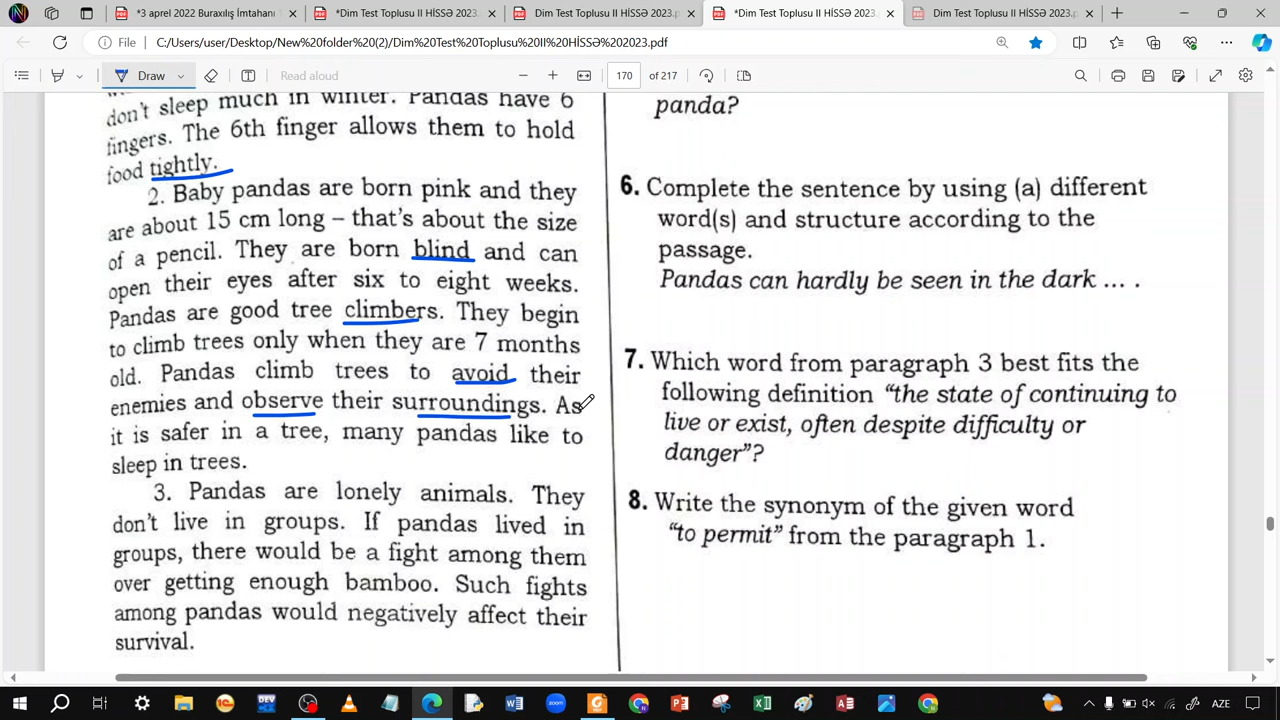 *3 aprel 2022 Buraxılış İmtahanı
*Dim Test Toplusu II HİSSƏ 2023.p
Dim Test Toplusu II HİSSƏ 2023.pd
*Dim Test Toplusu II HİSSƏ 2023.p
Dim Test Toplusu II HİSSƏ 2023.pd
File
C:/Users/user/Desktop/New%20folder%20(2)/Dim%20Test%20Toplusu%20II%20HİSSƏ%202023.pdf
Draw
Read aloud
170 of 217
don't sleep much in winter. Pandas have 6
fingers. The 6th finger allows them to hold
food tightly.
2. Baby pandas are born pink and they
are about 15 cm long – that's about the size
of a pencil. They are born blind and can
open their eyes after six to eight weeks.
Pandas are good tree climbers. They begin
to climb trees only when they are 7 months
old. Pandas climb trees to avoid their
enemies and observe their surroundings. As
it is safer in a tree, many pandas like to
sleep in trees.
3. Pandas are lonely animals. They
don't live in groups. If pandas lived in
groups, there would be a fight among them
over getting enough bamboo. Such fights
among pandas would negatively affect their
survival.
panda?
6. Complete the sentence by using (a) different
word(s) and structure according to the
passage.
Pandas can hardly be seen in the dark ... .
7. Which word from paragraph 3 best fits the
following definition "the state of continuing to
live or exist, often despite difficulty or
danger"?
8. Write the synonym of the given word
"to permit" from the paragraph 1.
AZE